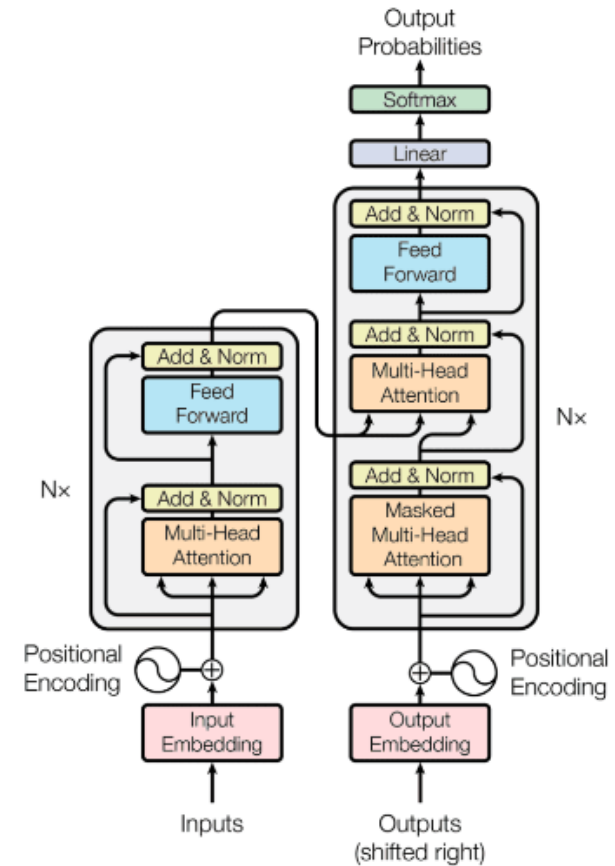 Output
Probabilities
Softmax
Linear
Add & Norm
Feed
Forward
Add & Norm
Multi-Head
Attention
N×
Add & Norm
Masked
Multi-Head
Attention
Positional
Encoding
Output
Embedding
Outputs
(shifted right)
Add & Norm
Feed
Forward
N×
Add & Norm
Multi-Head
Attention
Positional
Encoding
Input
Embedding
Inputs